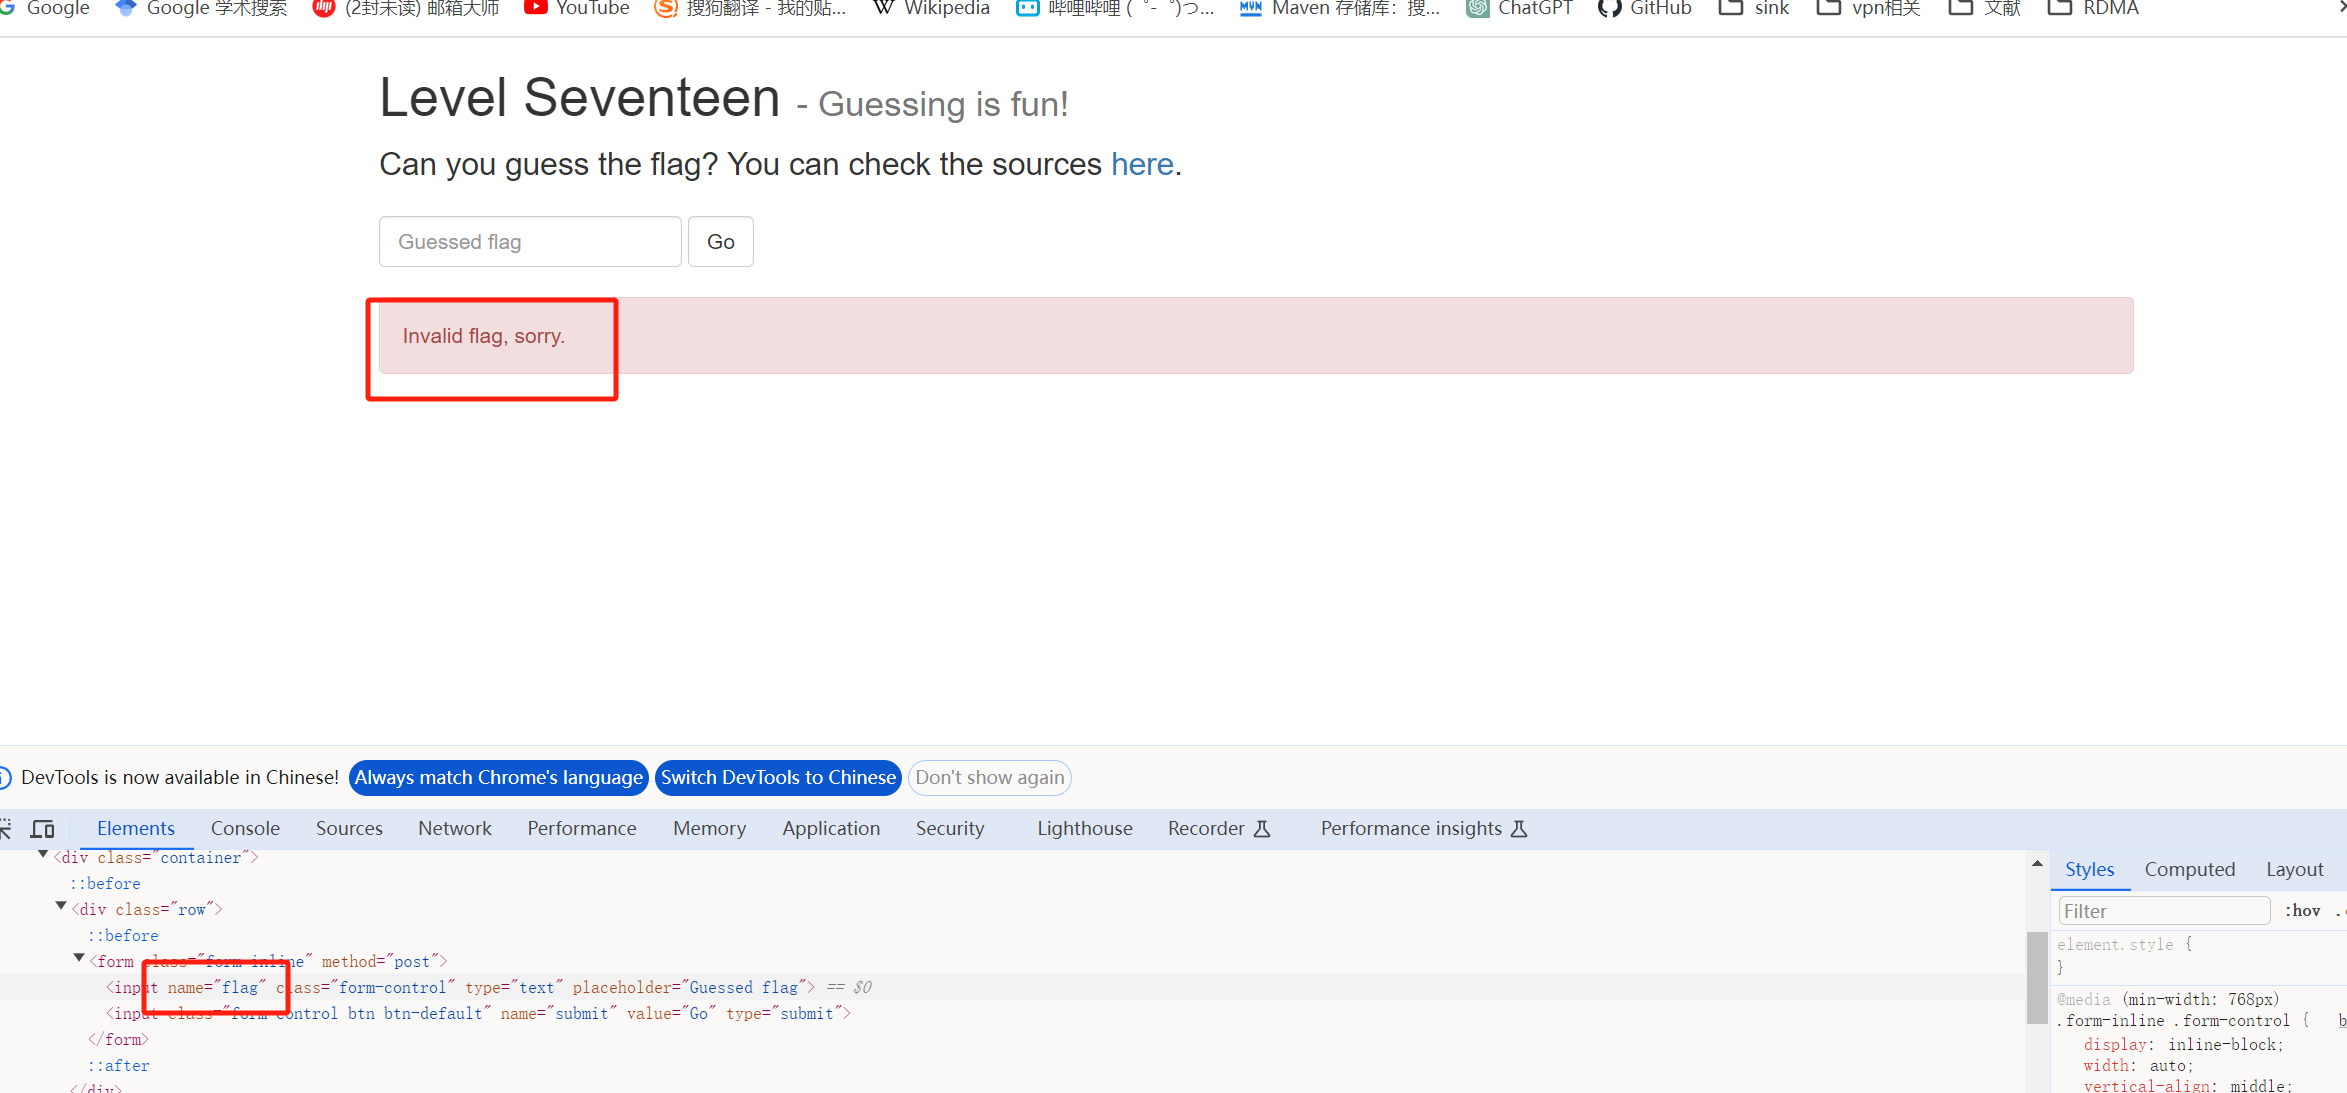 Google Google 学术搜索 (2封未读) 邮箱大师 YouTube 搜狗翻译 - 我的贴... Wikipedia 哔哩哔哩 (゜-゜)つ... Maven 存储库：搜... ChatGPT GitHub sink vpn相关 文献 RDMA
Level Seventeen - Guessing is fun!
Can you guess the flag? You can check the sources here.
Guessed flag Go
Invalid flag, sorry.
DevTools is now available in Chinese! Always match Chrome's language Switch DevTools to Chinese Don't show again
Elements Console Sources Network Performance Memory Application Security Lighthouse Recorder Performance insights
<div class="container">
::before
<div class="row">
::before
<form class="form-inline" method="post">
<input name="flag" class="form-control" type="text" placeholder="Guessed flag"> == $0
<input class="form-control btn btn-default" name="submit" value="Go" type="submit">
</form>
::after
</div>
Styles Computed Layout
Filter :hov
element.style {
}
@media (min-width: 768px)
.form-inline .form-control {
display: inline-block;
width: auto;
vertical-align: middle;